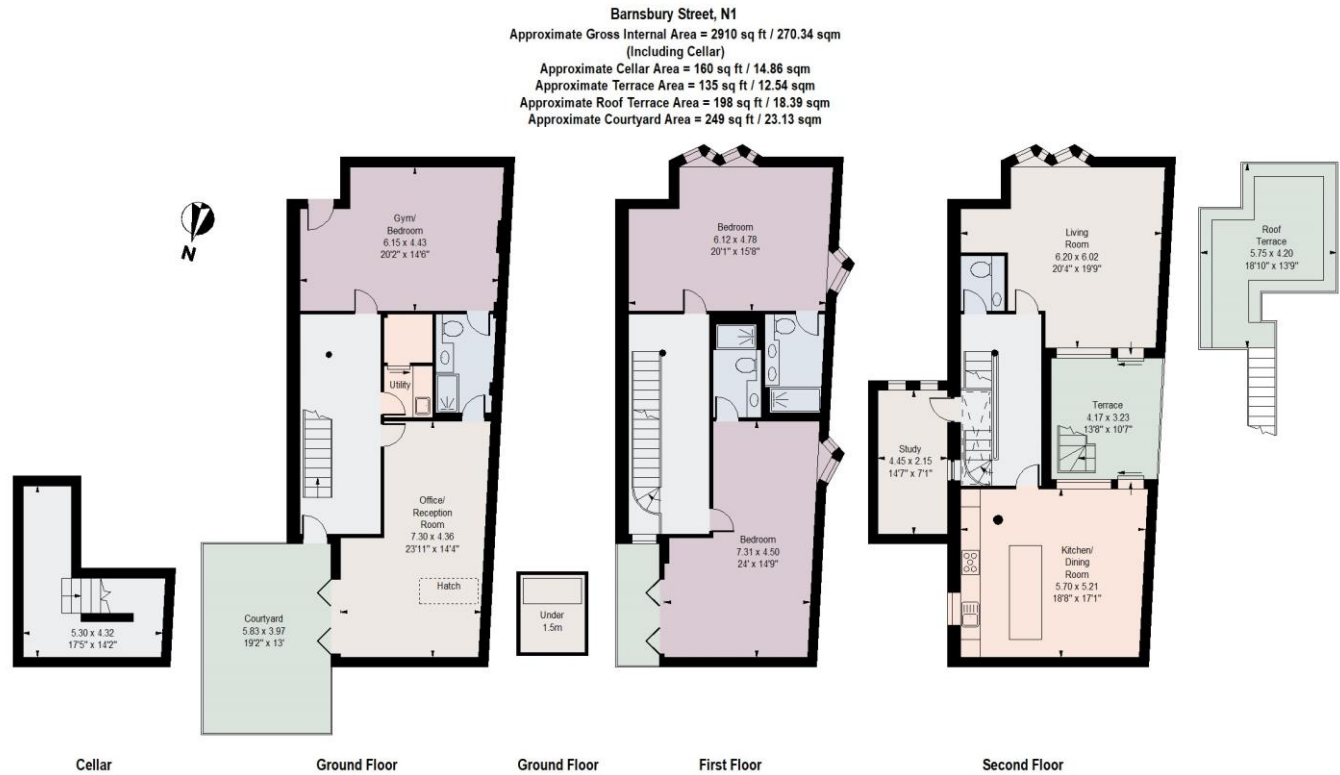 Barnsbury Street, N1
Approximate Gross Internal Area = 2910 sq ft / 270.34 sqm
(Including Cellar)
Approximate Cellar Area = 160 sq ft / 14.86 sqm
Approximate Terrace Area = 135 sq ft / 12.54 sqm
Approximate Roof Terrace Area = 198 sq ft / 18.39 sqm
Approximate Courtyard Area = 249 sq ft / 23.13 sqm
N
5.30 x 4.32
17'5" x 14'2"
Cellar
Gym/
Bedroom
6.15 x 4.43
20'2" x 14'6"
Utility
Office/
Reception
Room
7.30 x 4.36
23'11" x 14'4"
Hatch
Courtyard
5.83 x 3.97
19'2" x 13'
Ground Floor
Under
1.5m
Ground Floor
Bedroom
6.12 x 4.78
20'1" x 15'8"
Bedroom
7.31 x 4.50
24' x 14'9"
First Floor
Living
Room
6.20 x 6.02
20'4" x 19'9"
Terrace
4.17 x 3.23
13'8" x 10'7"
Study
4.45 x 2.15
14'7" x 7'1"
Kitchen/
Dining
Room
5.70 x 5.21
18'8" x 17'1"
Second Floor
Roof
Terrace
5.75 x 4.20
18'10" x 13'9"